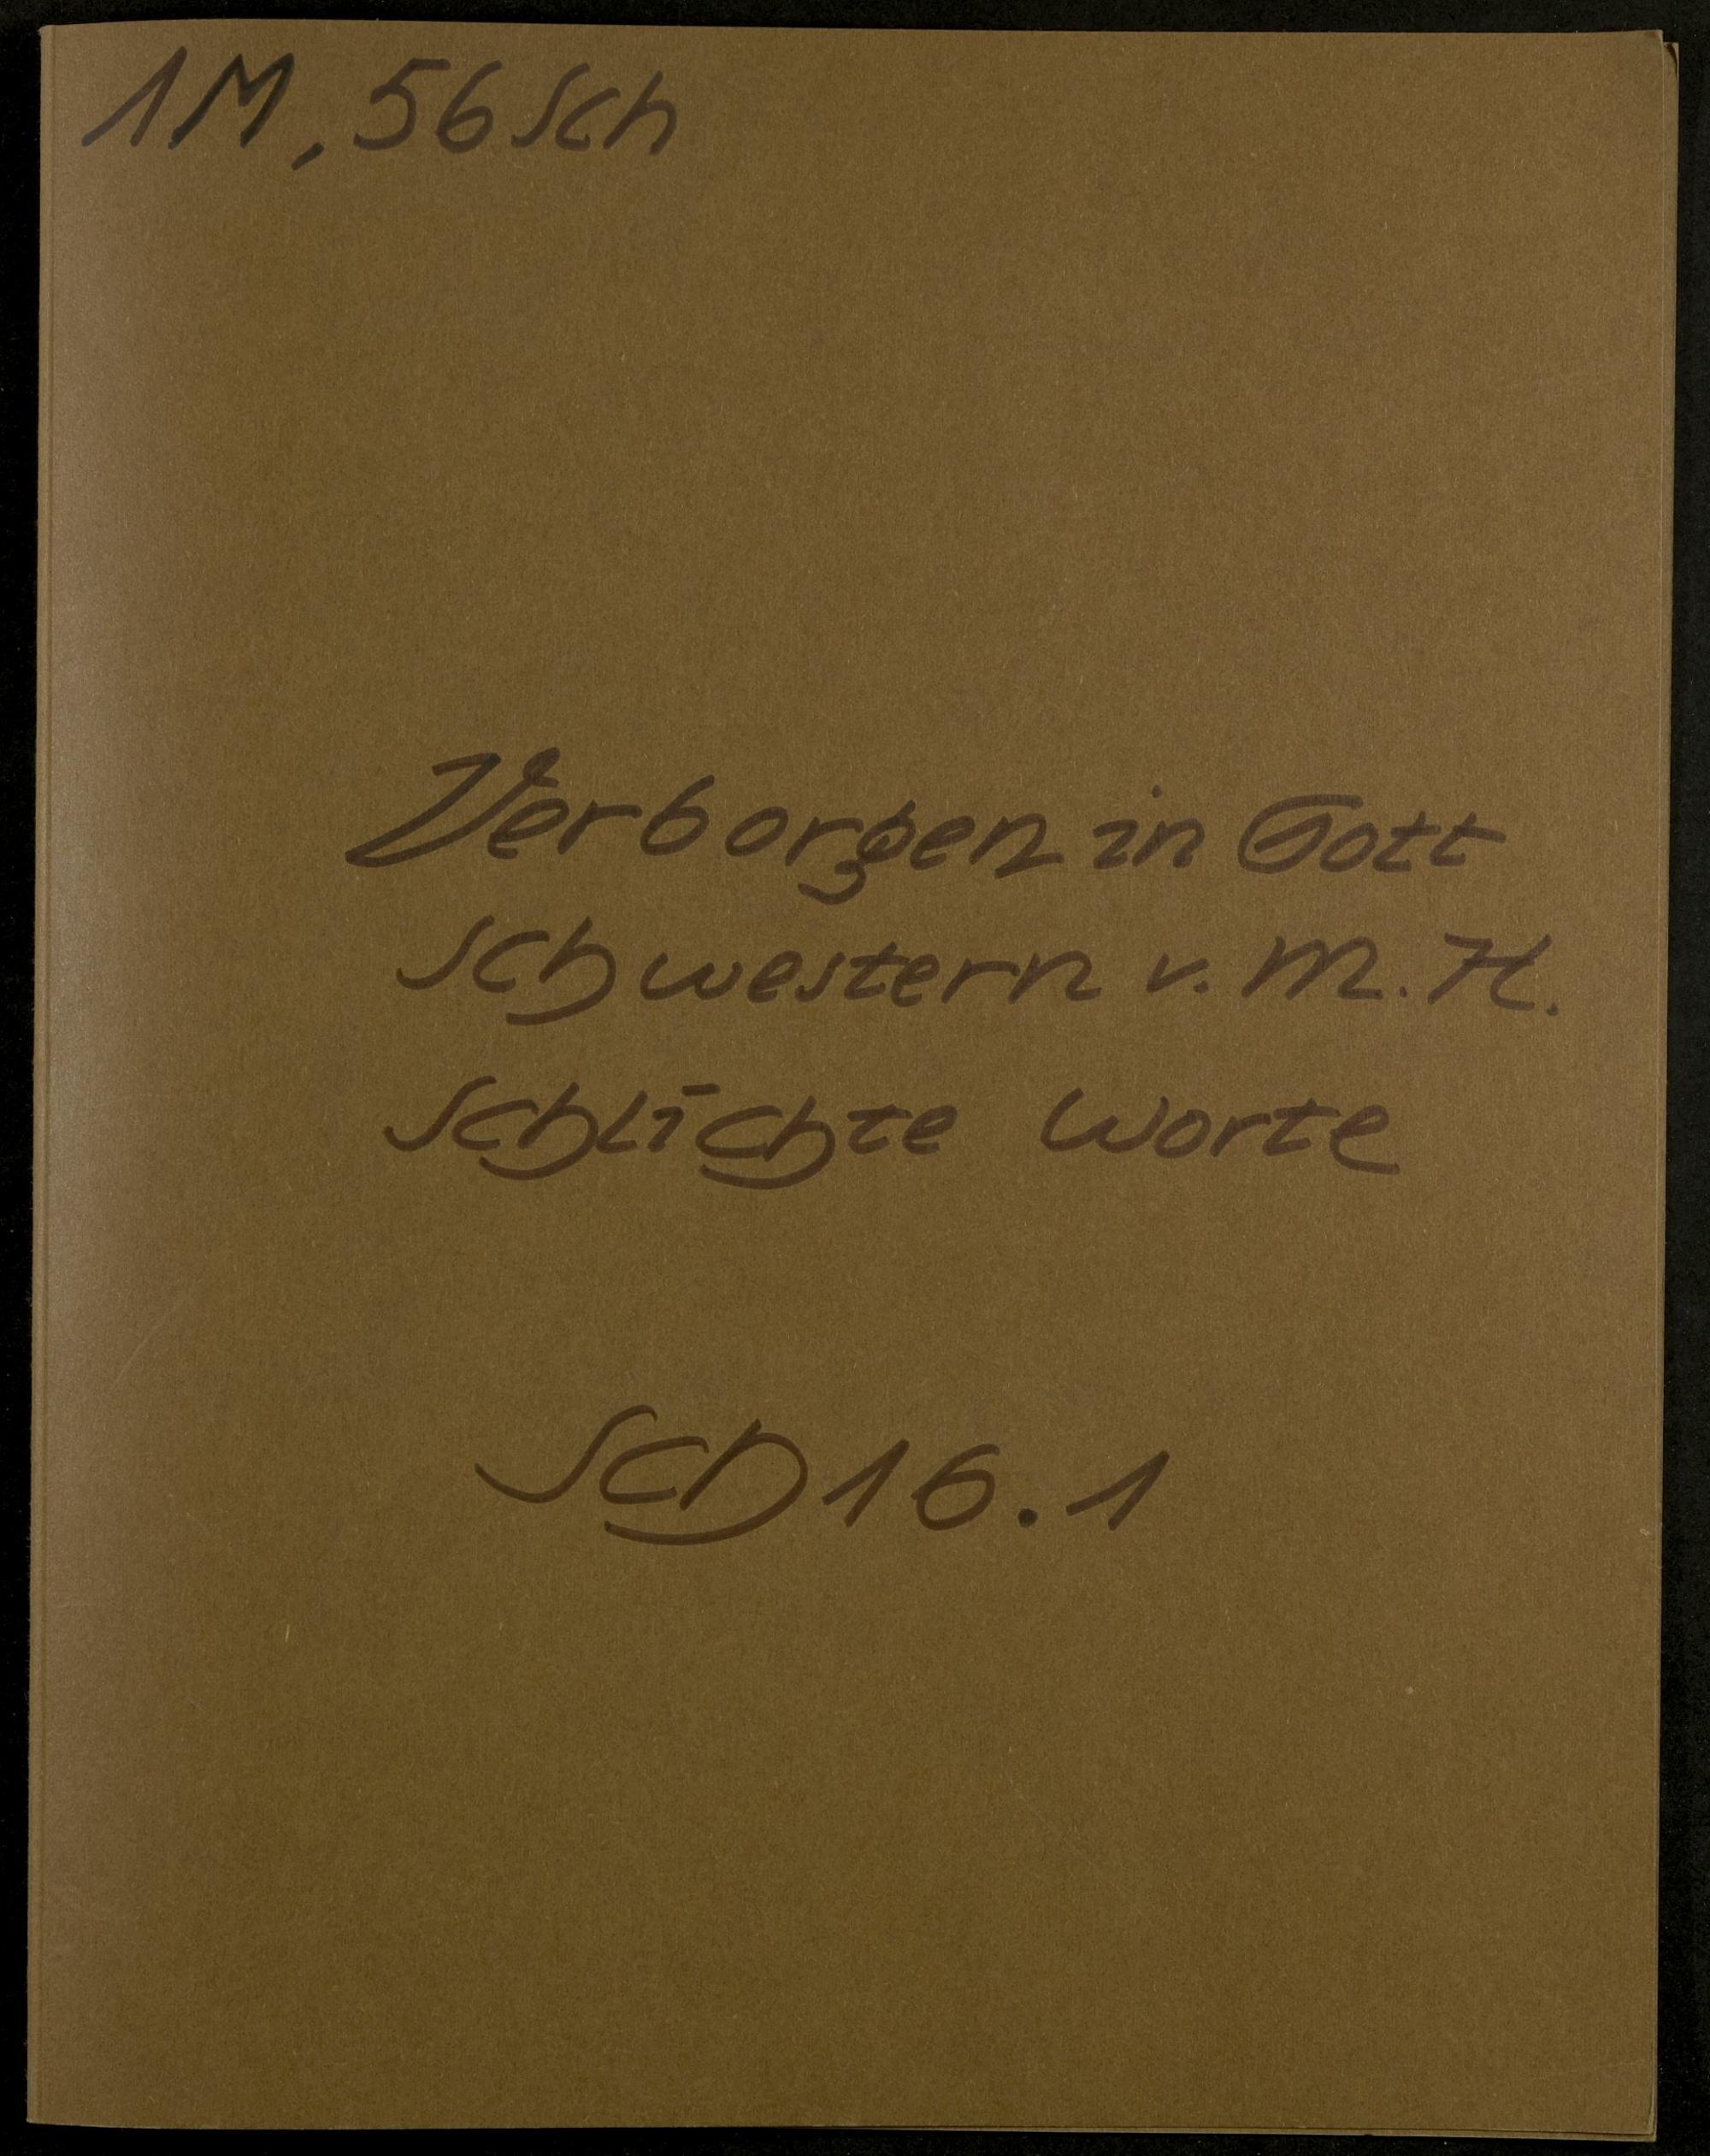 1M, 56 Sch
Verborgen in Gott
Schwestern v. M. H.
Schlichte Worte
Sch 16.1